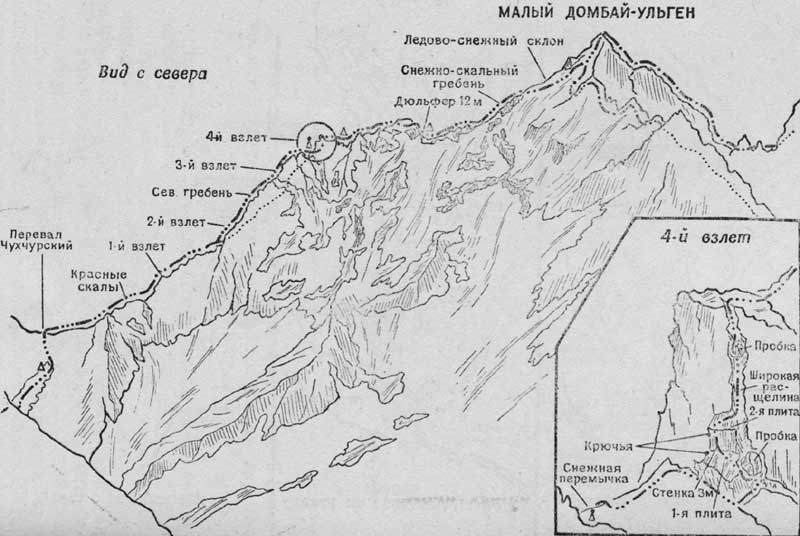 МАЛЫЙ ДОМБАЙ-УЛЬГЕН
Вид с севера
Ледово-снежный склон
Снежно-скальный
гребень
Дюльфер 12 м
4-й взлет
3-й взлет
Сев. гребень
2-й взлет
1-й взлет
Перевал
Чухчурский
Красные
скалы
4-й взлет
Пробка
Широкая
рас-
щелина
2-я плита
Крючья
Пробка
Снежная
перемычка
Стенка 3м
1-я плита